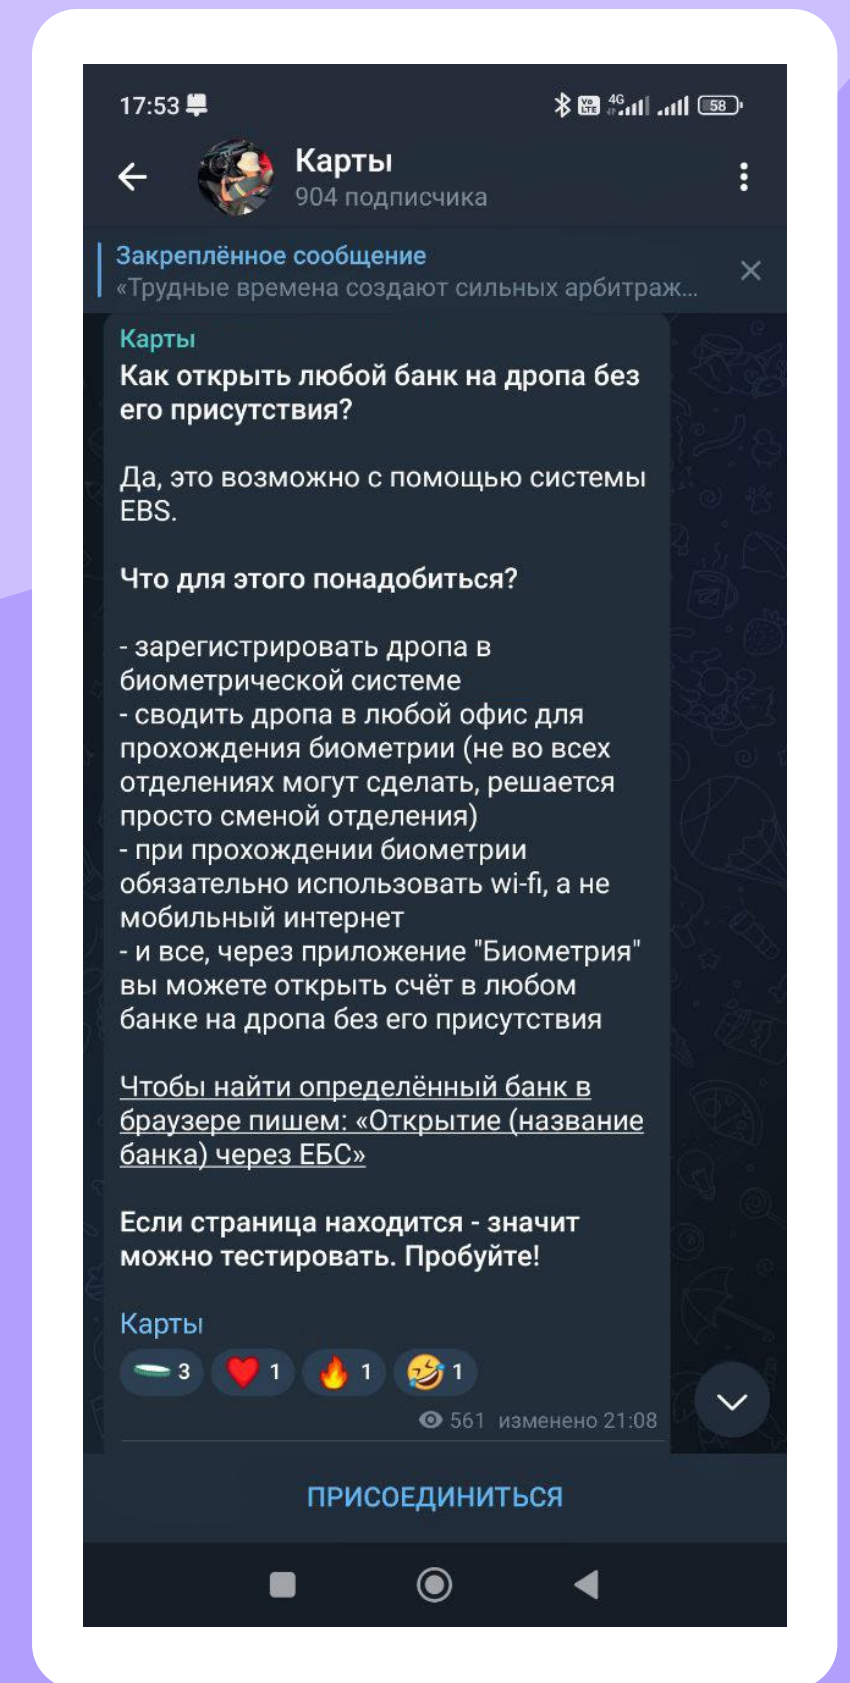 17:53
Vo LTE 4G 58
Карты
904 подписчика
Закреплённое сообщение
«Трудные времена создают сильных арбитраж...
Карты
Как открыть любой банк на дропа без
его присутствия?
Да, это возможно с помощью системы
EBS.
Что для этого понадобиться?
- зарегистрировать дропа в
биометрической системе
- сводить дропа в любой офис для
прохождения биометрии (не во всех
отделениях могут сделать, решается
просто сменой отделения)
- при прохождении биометрии
обязательно использовать wi-fi, а не
мобильный интернет
- и все, через приложение "Биометрия"
вы можете открыть счёт в любом
банке на дропа без его присутствия
Чтобы найти определённый банк в
браузере пишем: «Открытие (название
банка) через ЕБС»
Если страница находится - значит
можно тестировать. Пробуйте!
Карты
3 1 1 1
561 изменено 21:08
ПРИСОЕДИНИТЬСЯ